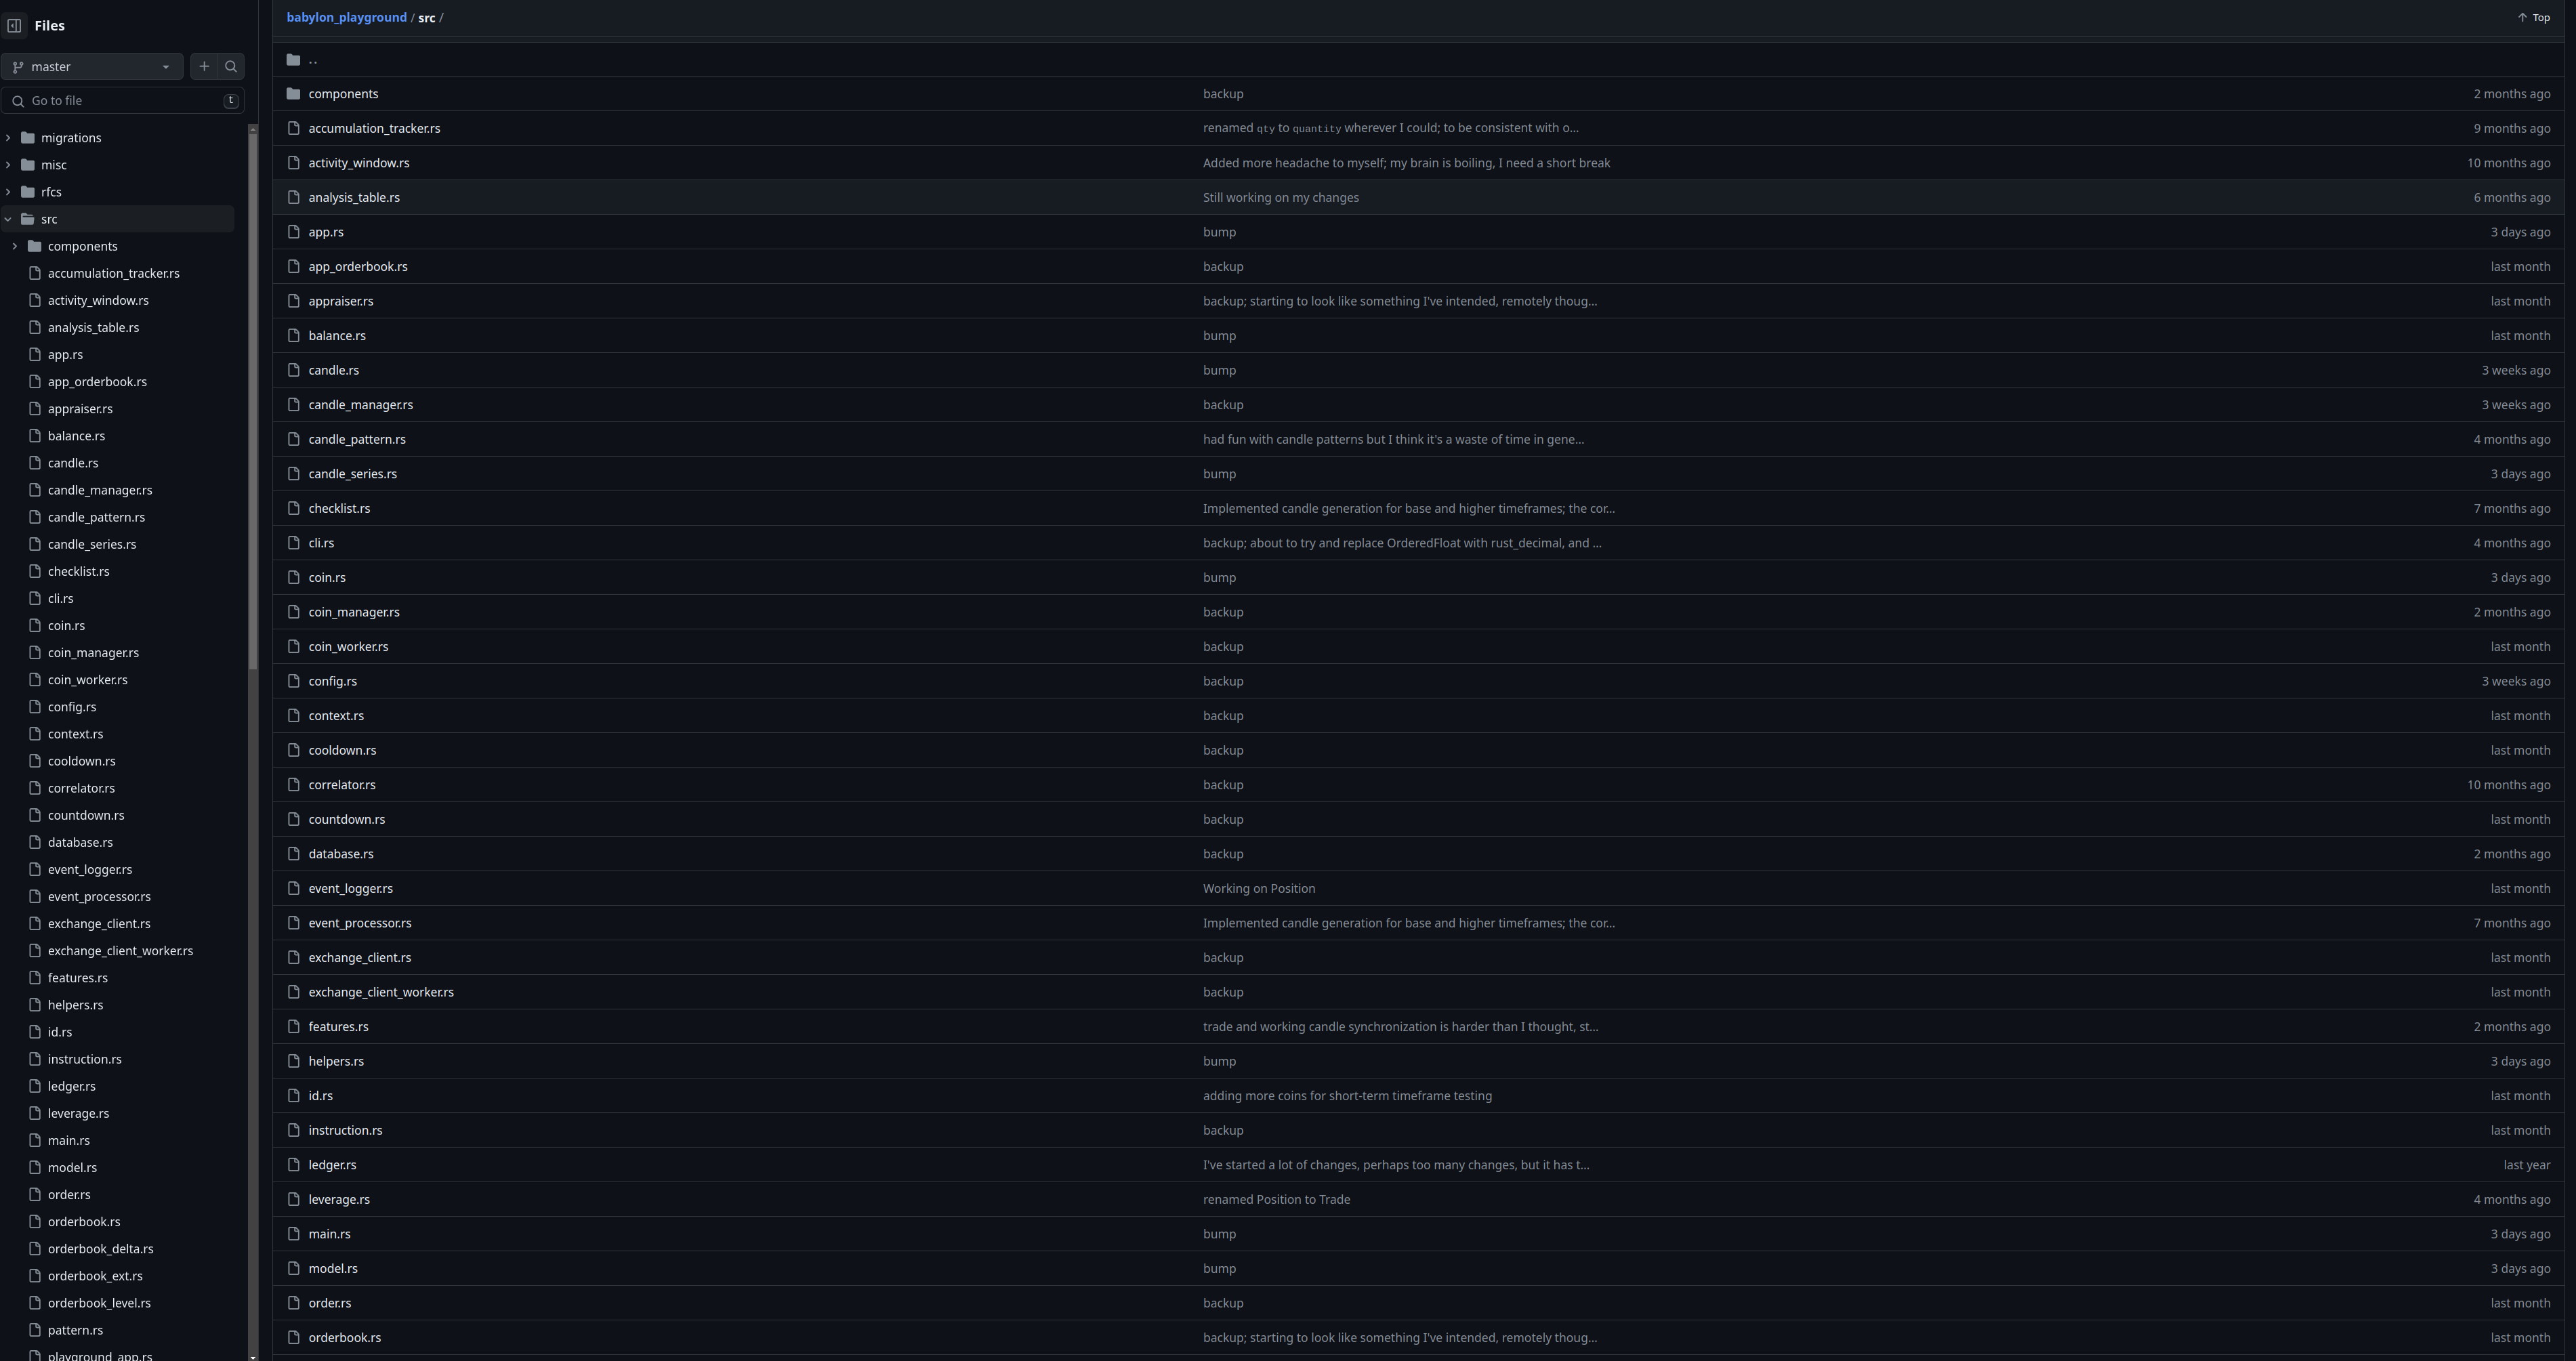 Files
master
Go to file
t
migrations
misc
rfcs
src
components
accumulation_tracker.rs
activity_window.rs
analysis_table.rs
app.rs
app_orderbook.rs
appraiser.rs
balance.rs
candle.rs
candle_manager.rs
candle_pattern.rs
candle_series.rs
checklist.rs
cli.rs
coin.rs
coin_manager.rs
coin_worker.rs
config.rs
context.rs
cooldown.rs
correlator.rs
countdown.rs
database.rs
event_logger.rs
event_processor.rs
exchange_client.rs
exchange_client_worker.rs
features.rs
helpers.rs
id.rs
instruction.rs
ledger.rs
leverage.rs
main.rs
model.rs
order.rs
orderbook.rs
orderbook_delta.rs
orderbook_ext.rs
orderbook_level.rs
pattern.rs
playground_app.rs
babylon_playground / src / Top
..
components backup 2 months ago
accumulation_tracker.rs renamed qty to quantity wherever I could; to be consistent with o... 9 months ago
activity_window.rs Added more headache to myself; my brain is boiling, I need a short break 10 months ago
analysis_table.rs Still working on my changes 6 months ago
app.rs bump 3 days ago
app_orderbook.rs backup last month
appraiser.rs backup; starting to look like something I've intended, remotely thoug... last month
balance.rs bump last month
candle.rs bump 3 weeks ago
candle_manager.rs backup 3 weeks ago
candle_pattern.rs had fun with candle patterns but I think it's a waste of time in gene... 4 months ago
candle_series.rs bump 3 days ago
checklist.rs Implemented candle generation for base and higher timeframes; the cor... 7 months ago
cli.rs backup; about to try and replace OrderedFloat with rust_decimal, and ... 4 months ago
coin.rs bump 3 days ago
coin_manager.rs backup 2 months ago
coin_worker.rs backup last month
config.rs backup 3 weeks ago
context.rs backup last month
cooldown.rs backup last month
correlator.rs backup 10 months ago
countdown.rs backup last month
database.rs backup 2 months ago
event_logger.rs Working on Position last month
event_processor.rs Implemented candle generation for base and higher timeframes; the cor... 7 months ago
exchange_client.rs backup last month
exchange_client_worker.rs backup last month
features.rs trade and working candle synchronization is harder than I thought, st... 2 months ago
helpers.rs bump 3 days ago
id.rs adding more coins for short-term timeframe testing last month
instruction.rs backup last month
ledger.rs I've started a lot of changes, perhaps too many changes, but it has t... last year
leverage.rs renamed Position to Trade 4 months ago
main.rs bump 3 days ago
model.rs bump 3 days ago
order.rs backup last month
orderbook.rs backup; starting to look like something I've intended, remotely thoug... last month